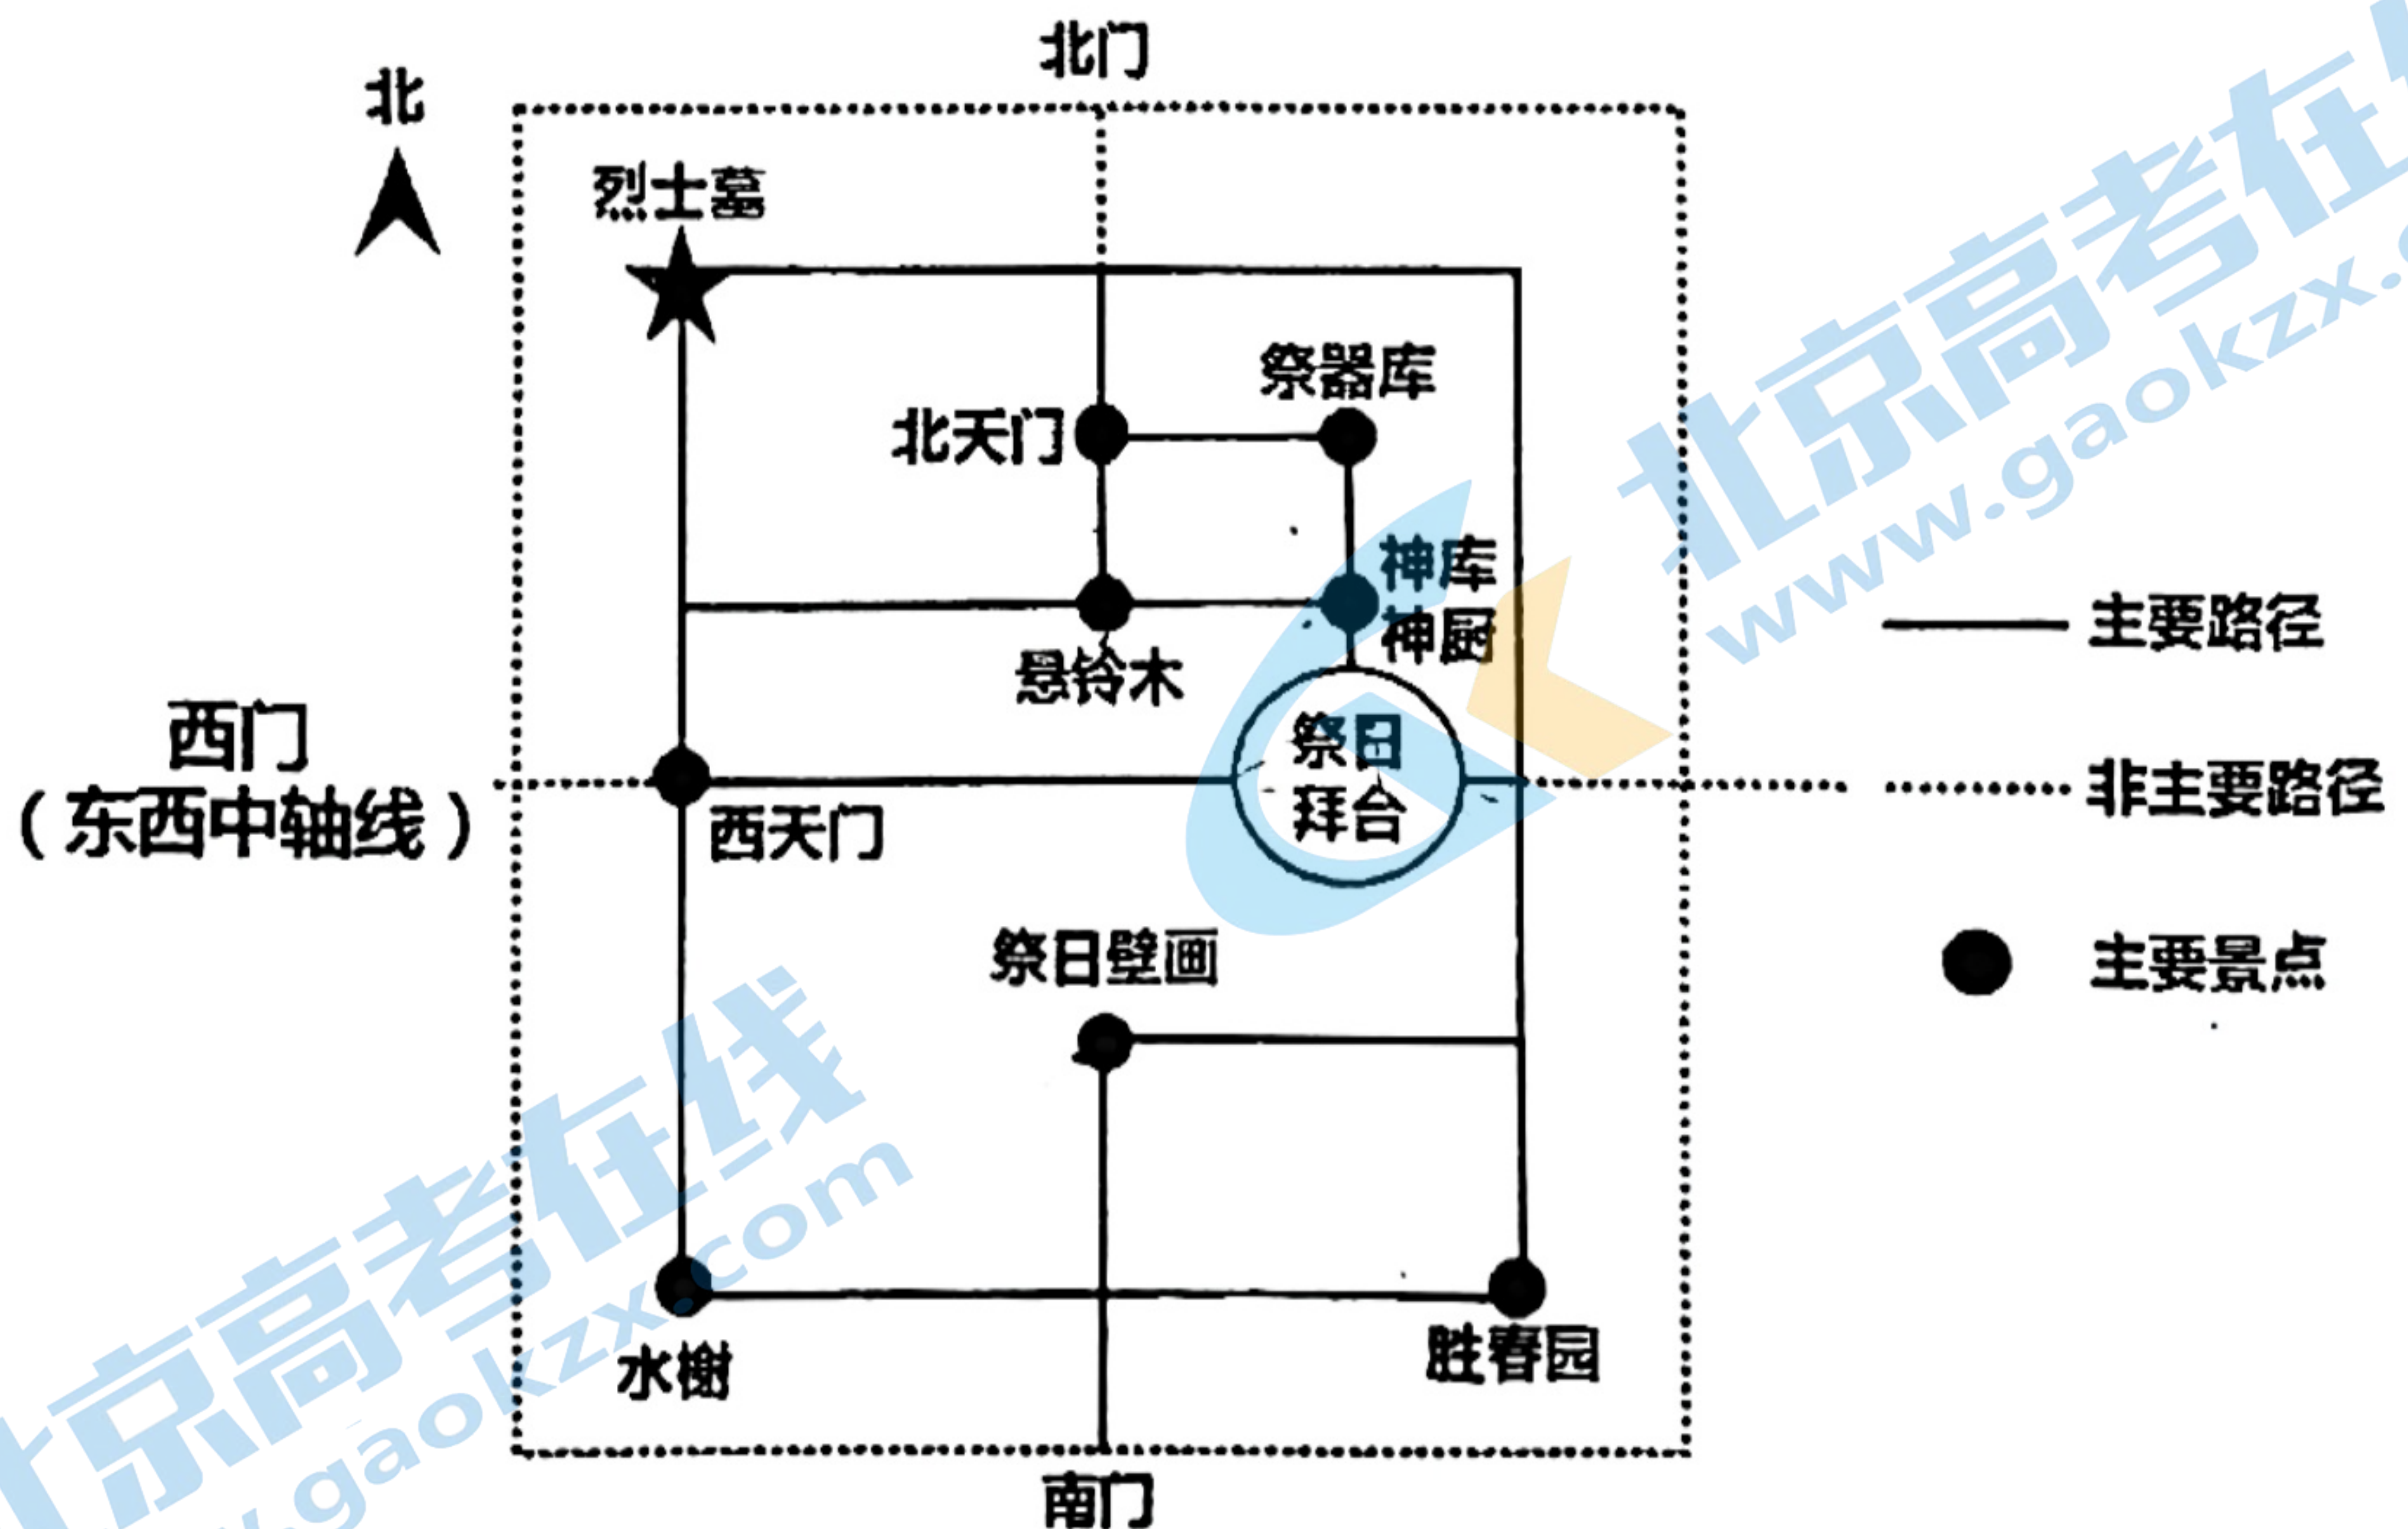 北门
北
烈士墓
祭器库
北天门
神库
神厨
悬铃木
主要路径
西门
（东西中轴线）
祭日
拜台
西天门
非主要路径
祭日壁画
主要景点
水榭
胜春园
南门
北京高考在线
www.gaokzx.c
北京高考在线
w.gaokzx.com